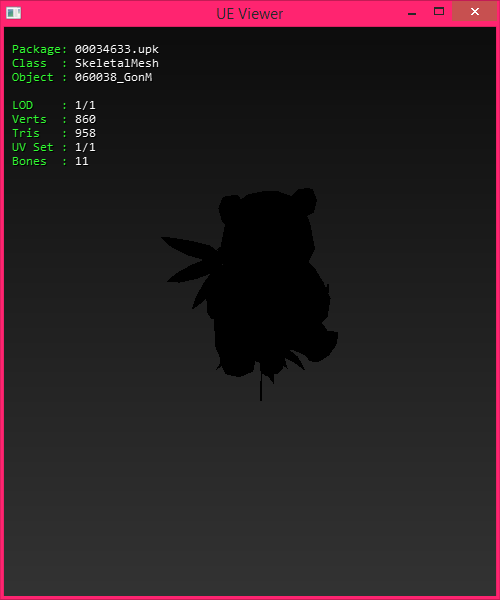 UE Viewer
Package: 00034633.upk
Class  : SkeletalMesh
Object : 060038_GonM
LOD    : 1/1
Verts  : 860
Tris   : 958
UV Set : 1/1
Bones  : 11